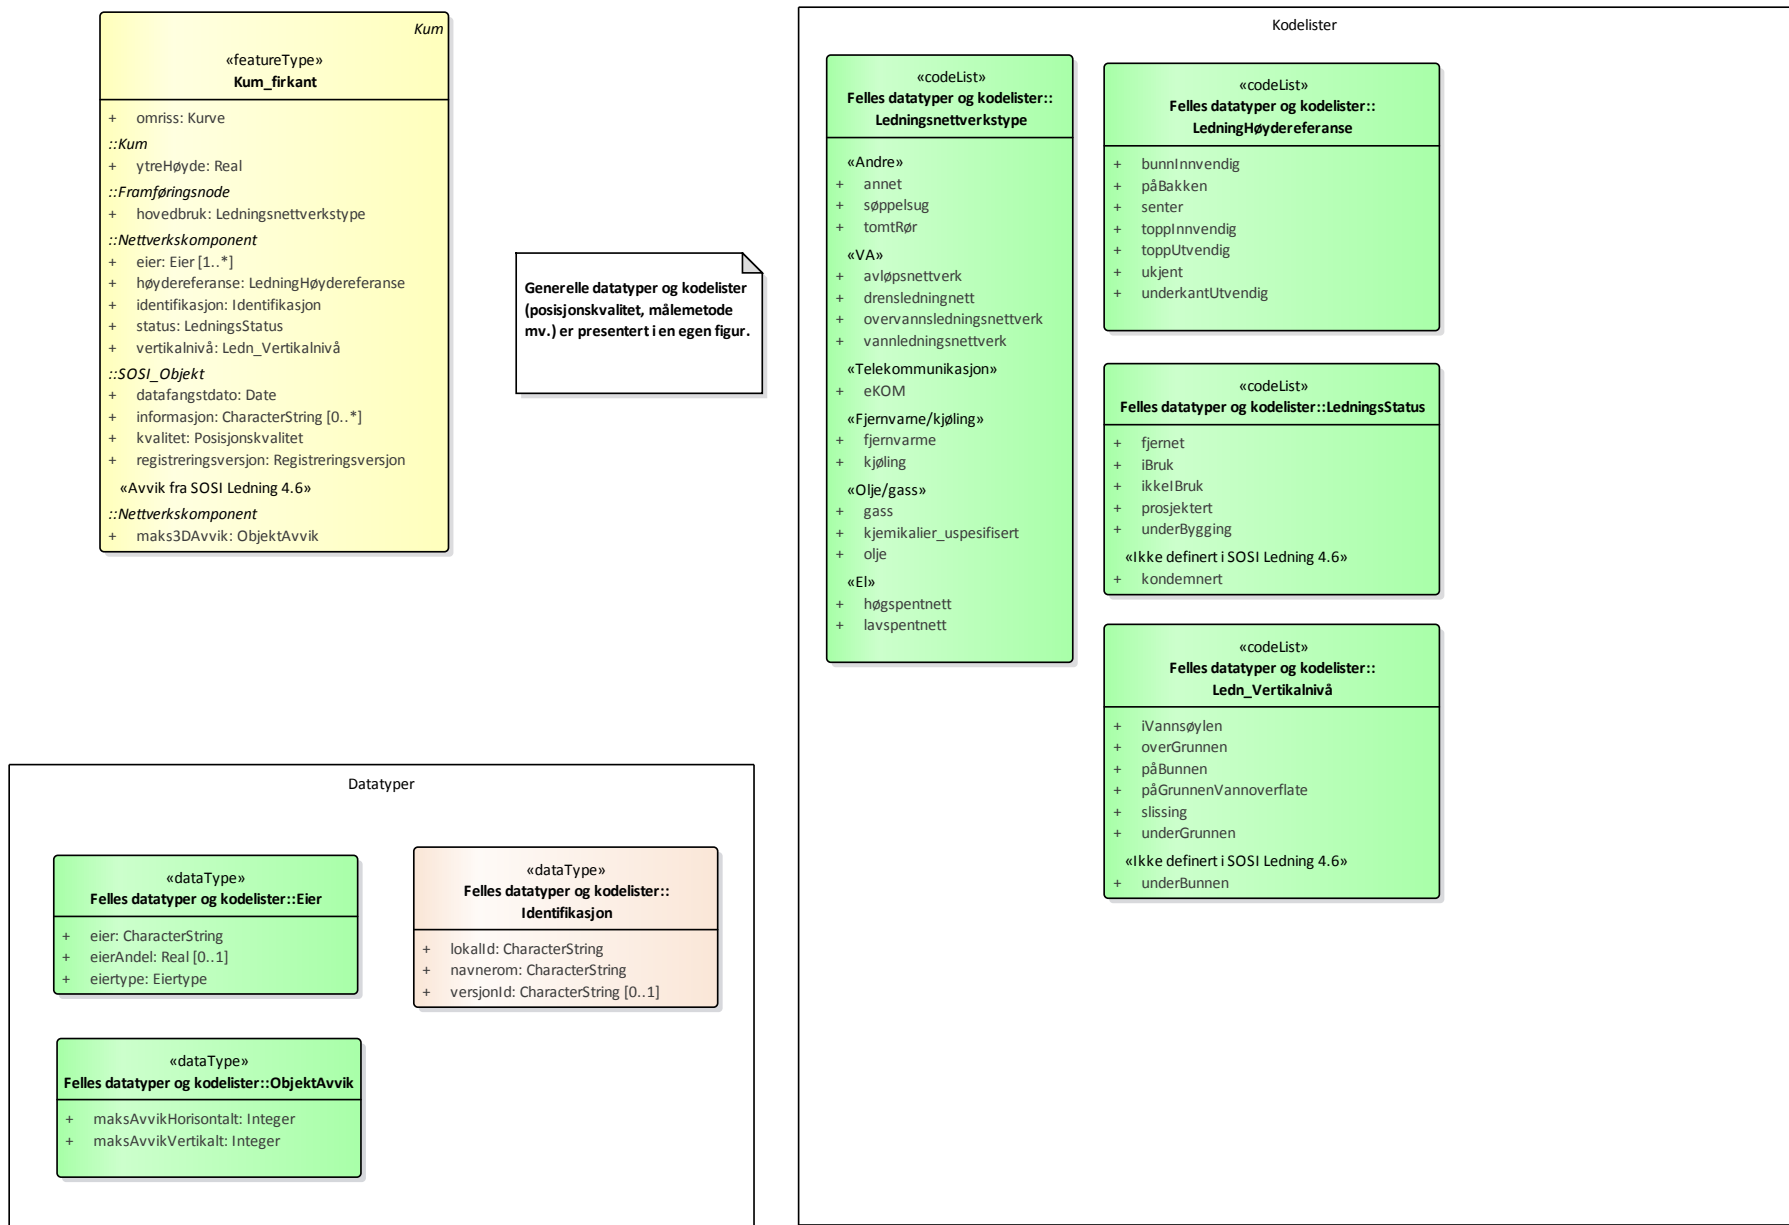 Kum
«featureType»
Kum_firkant
+ omriss: Kurve
::Kum
+ ytreHøyde: Real
::Framføringsnode
+ hovedbruk: Ledningsnettverkstype
::Nettverkskomponent
+ eier: Eier [1..*]
+ høydereferanse: LedningHøydereferanse
+ identifikasjon: Identifikasjon
+ status: LedningsStatus
+ vertikalnivå: Ledn_Vertikalnivå
::SOSI_Objekt
+ datafangstdato: Date
+ informasjon: CharacterString [0..*]
+ kvalitet: Posisjonskvalitet
+ registreringsversjon: Registreringsversjon
«Avvik fra SOSI Ledning 4.6»
::Nettverkskomponent
+ maks3DAvvik: ObjektAvvik
Generelle datatyper og kodelister
(posisjonskvalitet, målemetode
mv.) er presentert i en egen figur.
Kodelister
«codeList»
Felles datatyper og kodelister::
Ledningsnettverkstype
«Andre»
+ annet
+ søppelsug
+ tomtRør
«VA»
+ avløpsnettverk
+ drensledningnett
+ overvannsledningsnettverk
+ vannledningsnettverk
«Telekommunikasjon»
+ eKOM
«Fjernvarne/kjøling»
+ fjernvarme
+ kjøling
«Olje/gass»
+ gass
+ kjemikalier_uspesifisert
+ olje
«El»
+ høgspentnett
+ lavspentnett
«codeList»
Felles datatyper og kodelister::
LedningHøydereferanse
+ bunnInnvendig
+ påBakken
+ senter
+ toppInnvendig
+ toppUtvendig
+ ukjent
+ underkantUtvendig
«codeList»
Felles datatyper og kodelister::LedningsStatus
+ fjernet
+ iBruk
+ ikkeIBruk
+ prosjektert
+ underBygging
«Ikke definert i SOSI Ledning 4.6»
+ kondemnert
«codeList»
Felles datatyper og kodelister::
Ledn_Vertikalnivå
+ iVannsøylen
+ overGrunnen
+ påBunnen
+ påGrunnenVannoverflate
+ slissing
+ underGrunnen
«Ikke definert i SOSI Ledning 4.6»
+ underBunnen
Datatyper
«dataType»
Felles datatyper og kodelister::Eier
+ eier: CharacterString
+ eierAndel: Real [0..1]
+ eiertype: Eiertype
«dataType»
Felles datatyper og kodelister::
Identifikasjon
+ lokalId: CharacterString
+ navnerom: CharacterString
+ versjonId: CharacterString [0..1]
«dataType»
Felles datatyper og kodelister::ObjektAvvik
+ maksAvvikHorisontalt: Integer
+ maksAvvikVertikalt: Integer